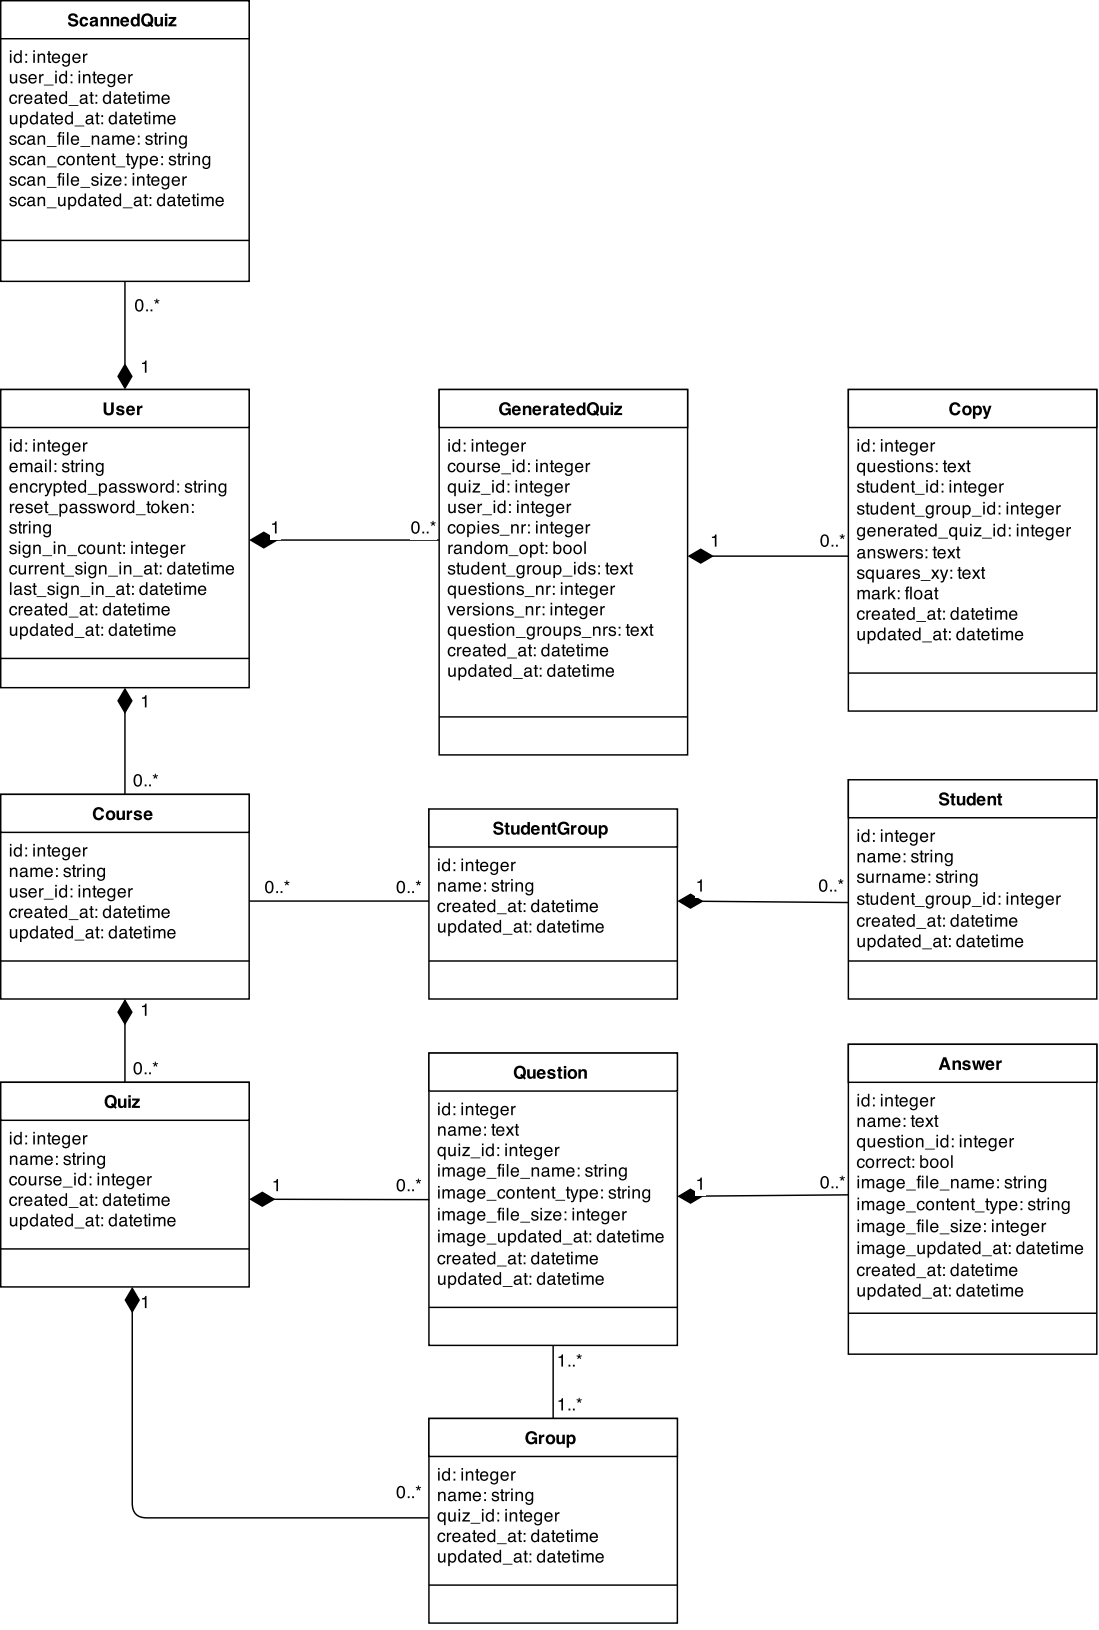 ScannedQuiz
id: integer
user_id: integer
created_at: datetime
updated_at: datetime
scan_file_name: string
scan_content_type: string
scan_file_size: integer
scan_updated_at: datetime
0..*
1
User
id: integer
email: string
encrypted_password: string
reset_password_token:
string
sign_in_count: integer
current_sign_in_at: datetime
last_sign_in_at: datetime
created_at: datetime
updated_at: datetime
1
0..*
GeneratedQuiz
id: integer
course_id: integer
quiz_id: integer
user_id: integer
copies_nr: integer
random_opt: bool
student_group_ids: text
questions_nr: integer
versions_nr: integer
question_groups_nrs: text
created_at: datetime
updated_at: datetime
1
0..*
Copy
id: integer
questions: text
student_id: integer
student_group_id: integer
generated_quiz_id: integer
answers: text
squares_xy: text
mark: float
created_at: datetime
updated_at: datetime
1
0..*
Course
id: integer
name: string
user_id: integer
created_at: datetime
updated_at: datetime
0..*
0..*
StudentGroup
id: integer
name: string
created_at: datetime
updated_at: datetime
1
0..*
Student
id: integer
name: string
surname: string
student_group_id: integer
created_at: datetime
updated_at: datetime
1
0..*
Quiz
id: integer
name: string
course_id: integer
created_at: datetime
updated_at: datetime
1
0..*
Question
id: integer
name: text
quiz_id: integer
image_file_name: string
image_content_type: string
image_file_size: integer
image_updated_at: datetime
created_at: datetime
updated_at: datetime
1
0..*
Answer
id: integer
name: text
question_id: integer
correct: bool
image_file_name: string
image_content_type: string
image_file_size: integer
image_updated_at: datetime
created_at: datetime
updated_at: datetime
1
1..*
1..*
0..*
Group
id: integer
name: string
quiz_id: integer
created_at: datetime
updated_at: datetime